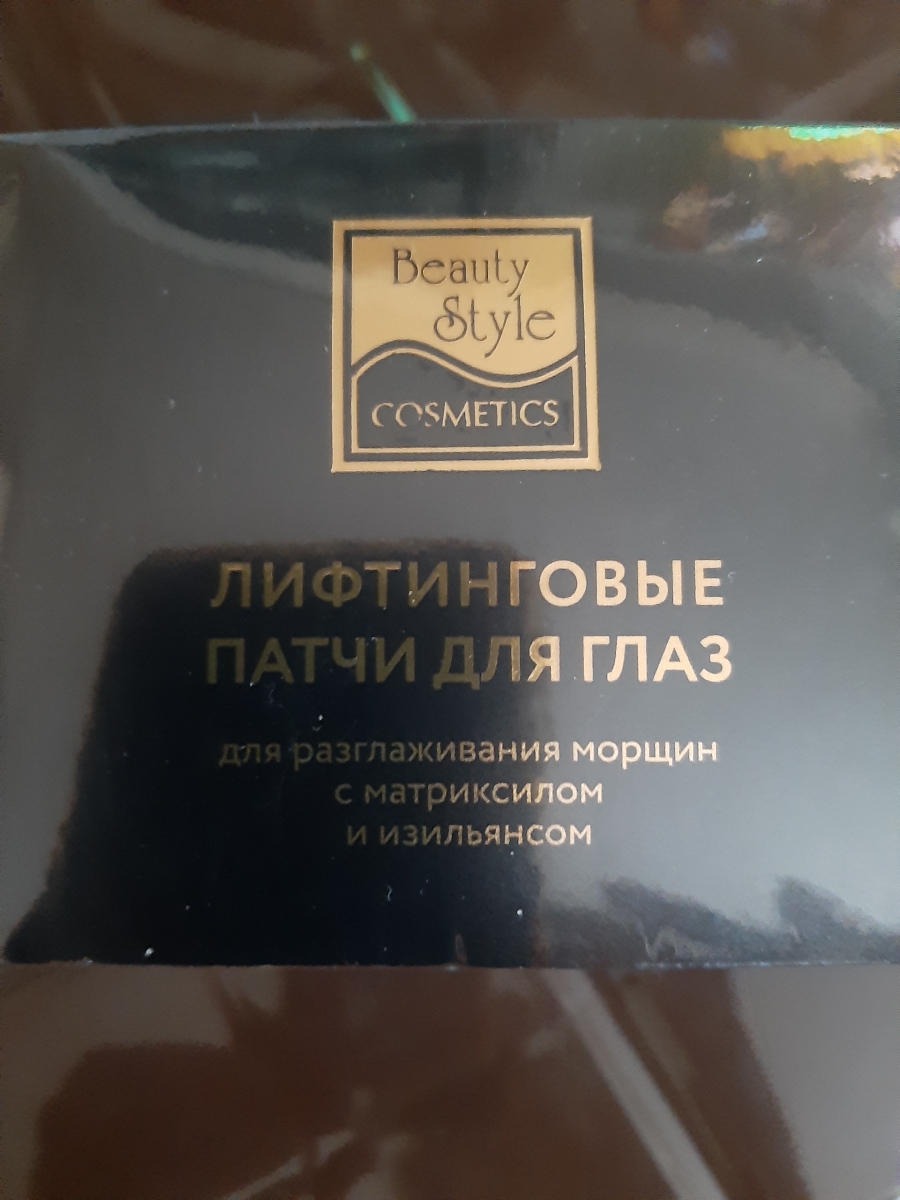 Beauty
Style
COSMETICS
ЛИФТИНГОВЫЕ
ПАТЧИ ДЛЯ ГЛАЗ
для разглаживания морщин
с матриксилом
и изильянсом